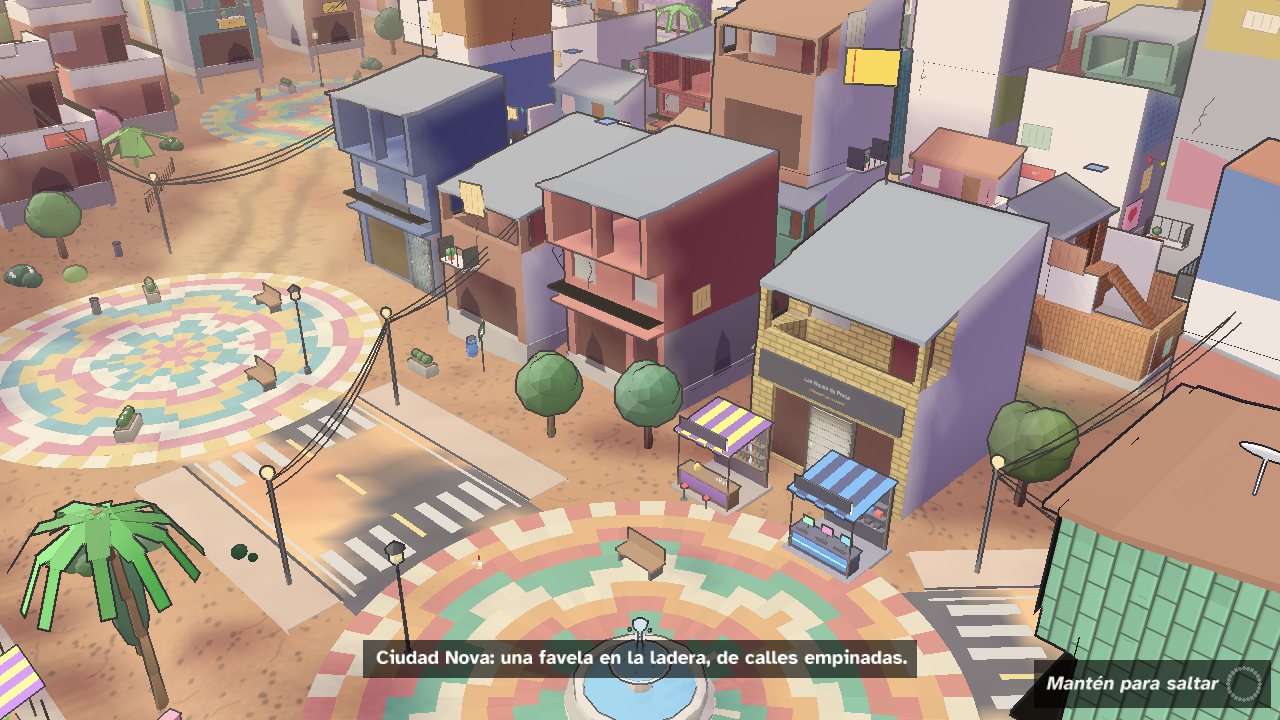 Ciudad Nova: una favela en la ladera, de calles empinadas.
Mantén para saltar